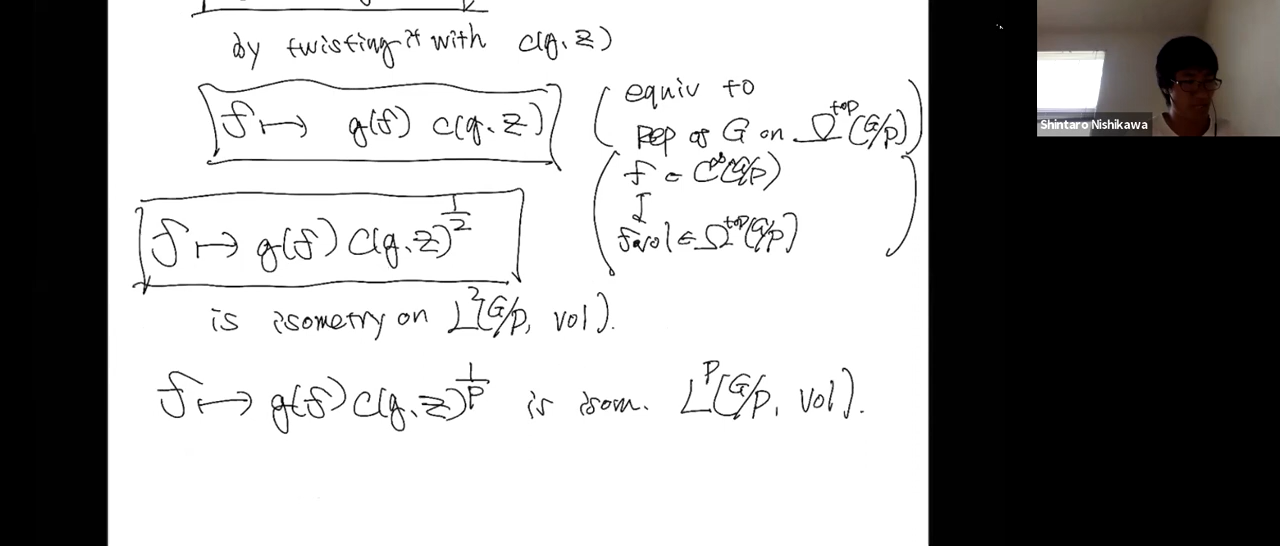 by twisting it with c(g, z)
f ↦ g(f) c(g, z)
( equiv to
rep of G on Ω^top(G/P) )
( f ∈ C^∞(G/P)
↧
f·vol ∈ Ω^top(G/P) )
f ↦ g(f) c(g, z)^{1/2}
is isometry on L²(G/P, vol).
f ↦ g(f) c(g, z)^{1/p} is isom. L^p(G/P, vol).
Shintaro Nishikawa